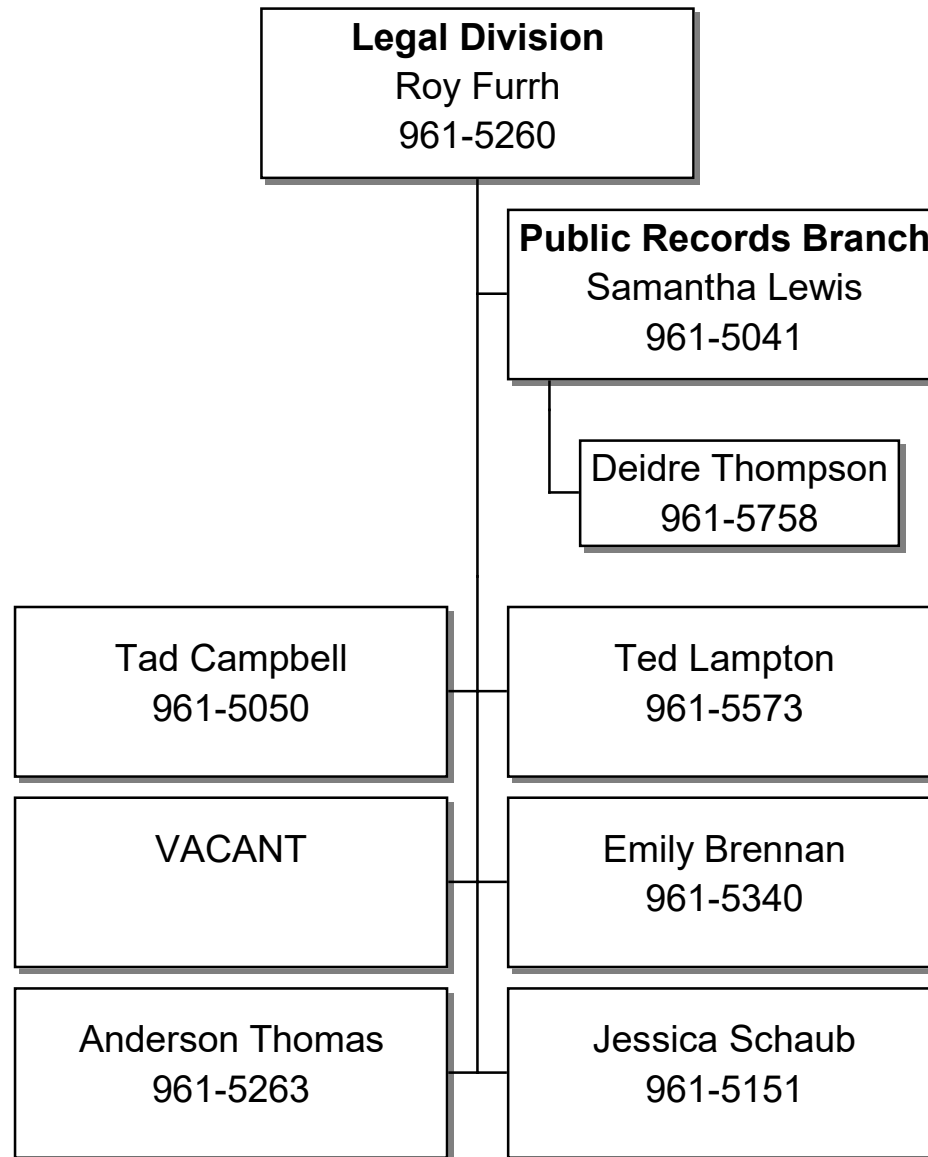 Legal Division
Roy Furrh
961-5260
Public Records Branch
Samantha Lewis
961-5041
Deidre Thompson
961-5758
Tad Campbell
961-5050
Ted Lampton
961-5573
VACANT
Emily Brennan
961-5340
Anderson Thomas
961-5263
Jessica Schaub
961-5151